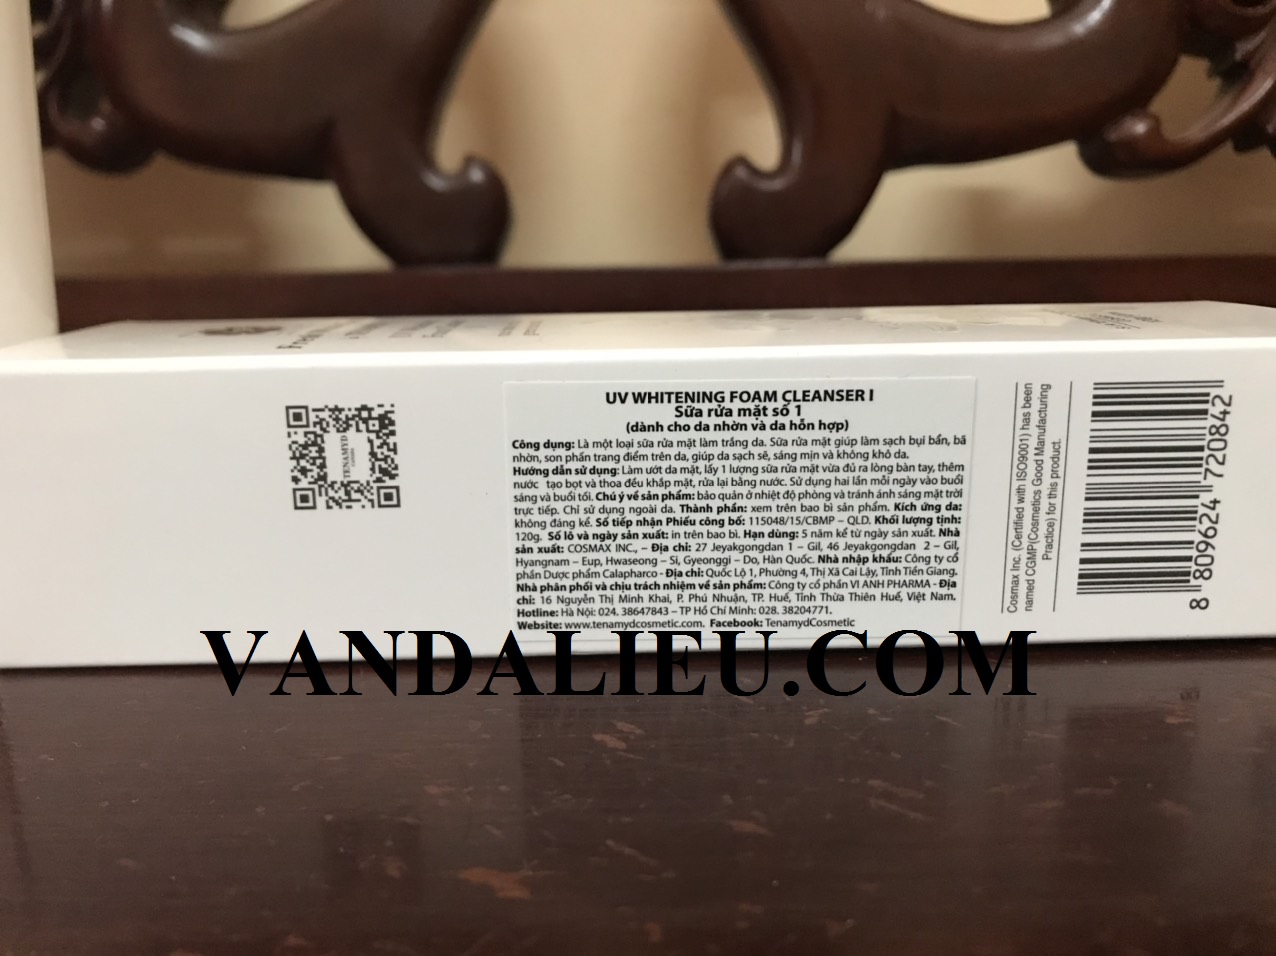 TENAMYD
UV WHITENING FOAM CLEANSER I
Sữa rửa mặt số 1
(dành cho da nhờn và da hỗn hợp)
Công dụng: Là một loại sữa rửa mặt làm trắng da. Sữa rửa mặt giúp làm sạch bụi bẩn, bã
nhờn, son phấn trang điểm trên da, giúp da sạch sẽ, sáng mịn và không khô da.
Hướng dẫn sử dụng: Làm ướt da mặt, lấy 1 lượng sữa rửa mặt vừa đủ ra lòng bàn tay, thêm
nước tạo bọt và thoa đều khắp mặt, rửa lại bằng nước. Sử dụng hai lần mỗi ngày vào buổi
sáng và buổi tối. Chú ý về sản phẩm: bảo quản ở nhiệt độ phòng và tránh ánh sáng mặt trời
trực tiếp. Chỉ sử dụng ngoài da. Thành phần: xem trên bao bì sản phẩm. Kích ứng da:
không đáng kể. Số tiếp nhận Phiếu công bố: 115048/15/CBMP – QLD. Khối lượng tịnh:
120g. Số lô và ngày sản xuất: in trên bao bì. Hạn dùng: 5 năm kể từ ngày sản xuất. Nhà
sản xuất: COSMAX INC., – Địa chỉ: 27 Jeyakgongdan 1 – Gil, 46 Jeyakgongdan 2 – Gil,
Hyangnam – Eup, Hwaseong – Si, Gyeonggi – Do, Hàn Quốc. Nhà nhập khẩu: Công ty cổ
phần Dược phẩm Calapharco - Địa chỉ: Quốc Lộ 1, Phường 4, Thị Xã Cai Lậy, Tỉnh Tiền Giang.
Nhà phân phối và chịu trách nhiệm về sản phẩm: Công ty cổ phần VI ANH PHARMA - Địa
chỉ: 16 Nguyễn Thị Minh Khai, P. Phú Nhuận, TP. Huế, Tỉnh Thừa Thiên Huế, Việt Nam.
Hotline: Hà Nội: 024. 38647843 – TP Hồ Chí Minh: 028. 38204771.
Website: www.tenamydcosmetic.com. Facebook: TenamydCosmetic
Cosmax Inc. (Certified with ISO9001) has been
named CGMP(Cosmetics Good Manufacturing
Practice) for this product.
8 809624 720842
VANDALIEU.COM